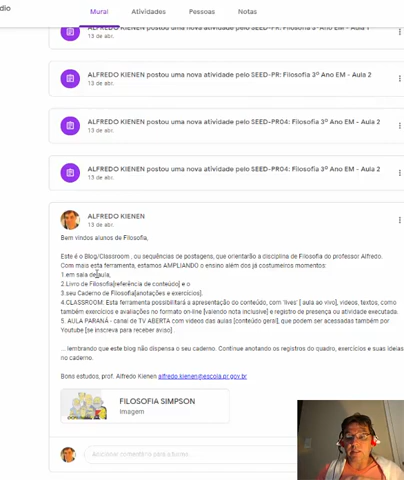 dio
Mural Atividades Pessoas Notas
ALFREDO KIENEN postou uma nova atividade pelo SEED-PR: Filosofia 3º Ano EM - Aula 1
13 de abr.
ALFREDO KIENEN postou uma nova atividade pelo SEED-PR: Filosofia 3º Ano EM - Aula 2
13 de abr.
ALFREDO KIENEN postou uma nova atividade pelo SEED-PR04: Filosofia 3º Ano EM - Aula 2
13 de abr.
ALFREDO KIENEN postou uma nova atividade pelo SEED-PR04: Filosofia 3º Ano EM - Aula 2
13 de abr.
ALFREDO KIENEN
13 de abr.
Bem vindos alunos de Filosofia,
Este é o Blog/Classroom , ou sequências de postagens, que orientarão a disciplina de Filosofia do professor Alfredo.
Com mais esta ferramenta, estamos AMPLIANDO o ensino além dos já costumeiros momentos:
1.em sala de aula,
2.Livro de Filosofia[referência de conteúdo] e o
3.seu Caderno de Filosofia[anotações e exercícios].
4.CLASSROOM: Esta ferramenta possibilitará a apresentação do conteúdo, com 'lives' [ aula ao vivo], vídeos, textos, como
também exercícios e avaliações no formato on-line [valendo nota inclusive] e registro de presença ou atividade executada.
5. AULA PARANÁ - canal de TV ABERTA com vídeos das aulas [conteúdo geral], que podem ser acessadas também por
Youtube [se inscreva para receber aviso].
... lembrando que este blog não dispensa o seu caderno. Continue anotando os registros do quadro, exercícios e suas ideias
no caderno.
Bons estudos, prof. Alfredo Kienen alfredo.kienen@escola.pr.gov.br
FILOSOFIA SIMPSON
Imagem
Adicionar comentário para a turma...